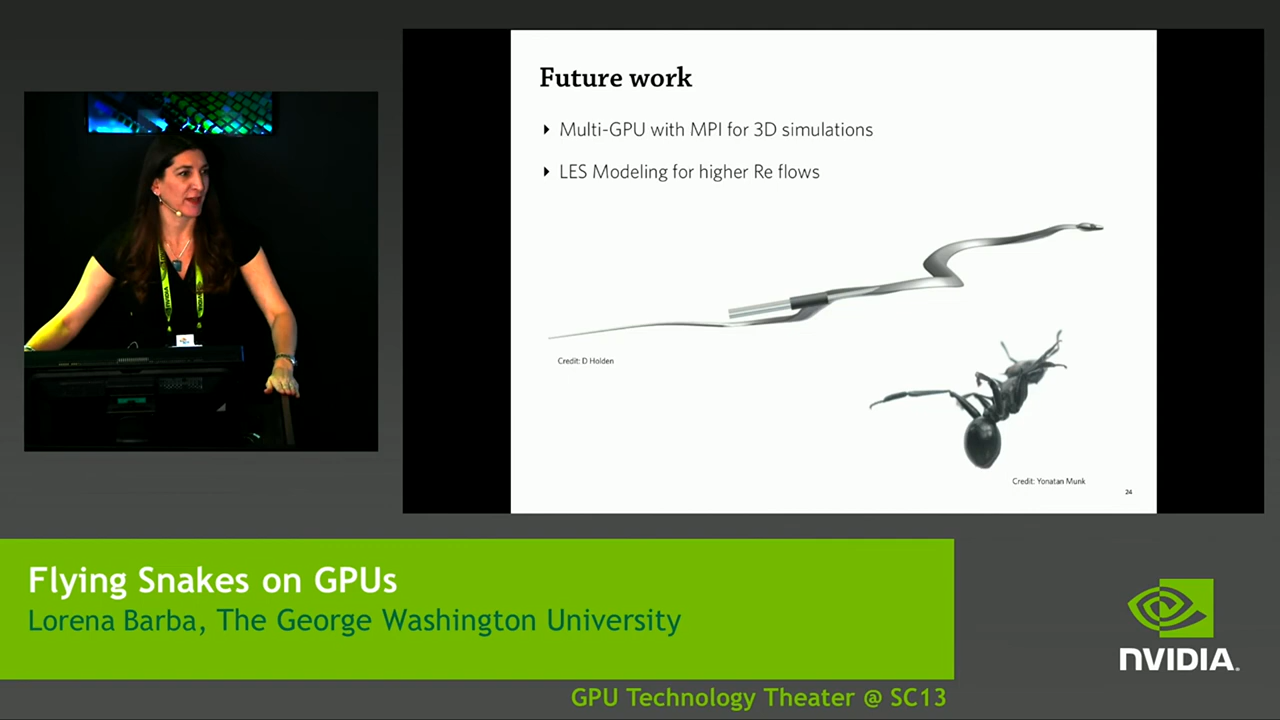 Future work
Multi-GPU with MPI for 3D simulations
LES Modeling for higher Re flows
Credit: D Holden
Credit: Yonatan Munk
24
Flying Snakes on GPUs
Lorena Barba, The George Washington University
NVIDIA.
GPU Technology Theater @ SC13